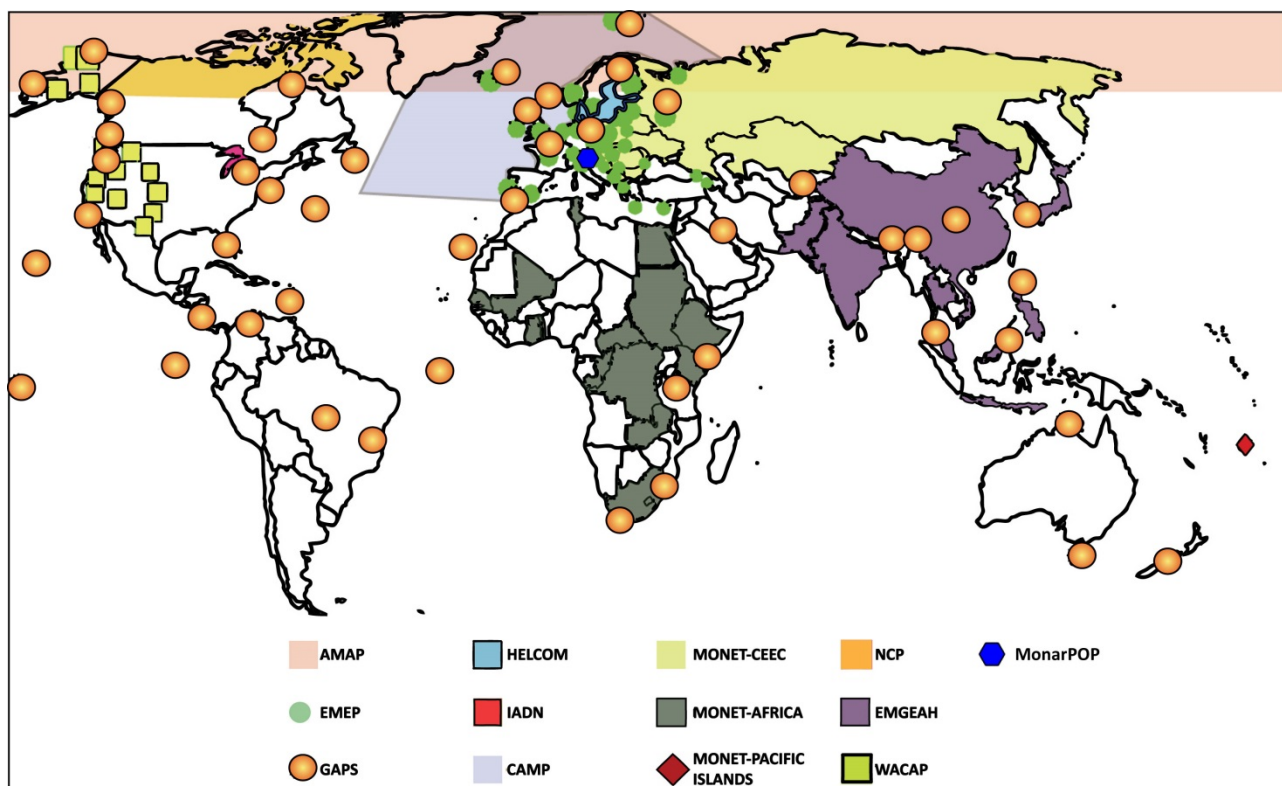 AMAP
HELCOM
MONET-CEEC
NCP
MonarPOP
EMEP
IADN
MONET-AFRICA
EMGEAH
GAPS
CAMP
MONET-PACIFIC
ISLANDS
WACAP